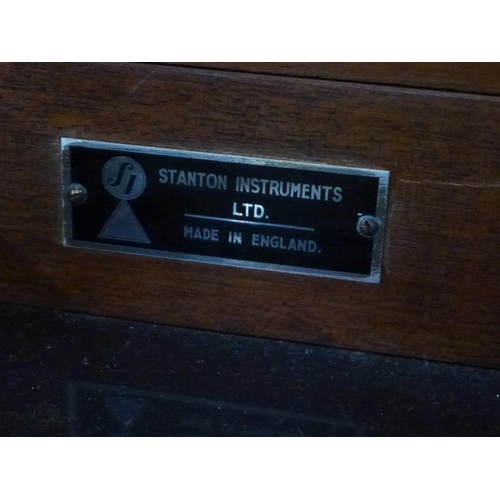 SI
STANTON INSTRUMENTS
LTD.
MADE IN ENGLAND.